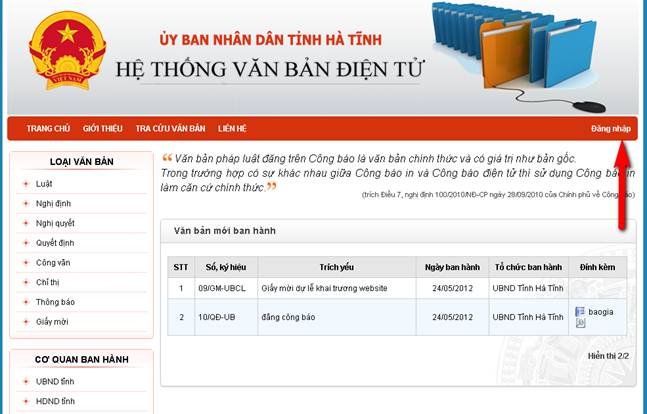 VIỆT NAM
ỦY BAN NHÂN DÂN TỈNH HÀ TĨNH
HỆ THỐNG VĂN BẢN ĐIỆN TỬ
TRANG CHỦ GIỚI THIỆU TRA CỨU VĂN BẢN LIÊN HỆ Đăng nhập
LOẠI VĂN BẢN
Luật
Nghị định
Nghị quyết
Quyết định
Công văn
Chỉ thị
Thông báo
Giấy mời
CƠ QUAN BAN HÀNH
UBND tỉnh
HDND tỉnh
“ Văn bản pháp luật đăng trên Công báo là văn bản chính thức và có giá trị như bản gốc.
Trong trường hợp có sự khác nhau giữa Công báo in và Công báo điện tử thì sử dụng Công báo in
làm căn cứ chính thức.”
(trích Điều 7, nghị định 100/2010/NĐ-CP ngày 28/09/2010 của Chính phủ về Công báo)
Văn bản mới ban hành
STT Số, ký hiệu Trích yếu Ngày ban hành Tổ chức ban hành Đính kèm
1 09/GM-UBCL Giấy mời dự lễ khai trương website 24/05/2012 UBND Tỉnh Hà Tĩnh
2 10/QĐ-UB đăng công báo 24/05/2012 UBND Tỉnh Hà Tĩnh baogia
Hiển thị 2/2